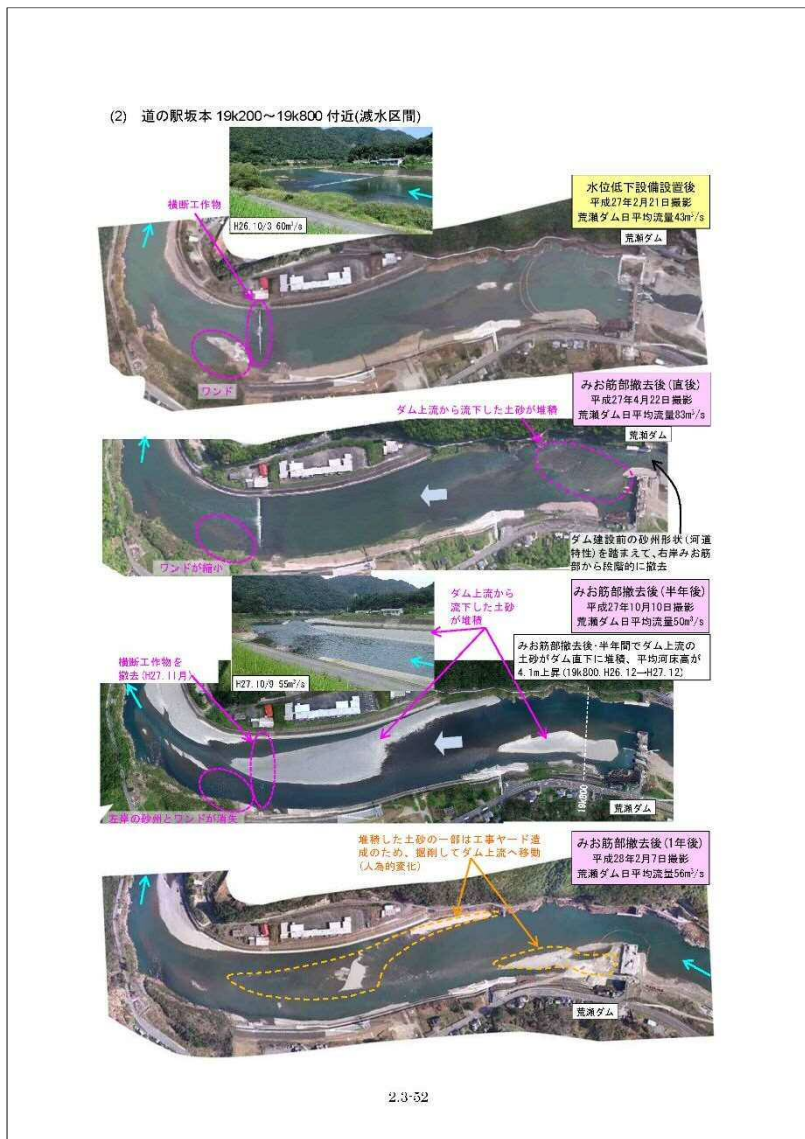 (2) 道の駅坂本 19k200～19k800 付近(減水区間)
水位低下設備設置後
平成27年2月21日撮影
荒瀬ダム日平均流量43m³/s
横断工作物
H26.10/3 60m³/s
荒瀬ダム
ワンド
みお筋部撤去後(直後)
平成27年4月22日撮影
荒瀬ダム日平均流量83m³/s
ダム上流から流下した土砂が堆積
荒瀬ダム
ワンドが縮小
ダム建設前の砂州形状(河道
特性)を踏まえて、右岸みお筋
部から段階的に撤去
みお筋部撤去後(半年後)
平成27年10月10日撮影
荒瀬ダム日平均流量50m³/s
ダム上流から
流下した土砂
が堆積
みお筋部撤去後・半年間でダム上流の
土砂がダム直下に堆積、平均河床高が
4.1m上昇(19k800.H26.12→H27.12)
横断工作物を
撤去(H27.11月)
H27.10/9 55m³/s
19k800
荒瀬ダム
左岸の砂州とワンドが消失
堆積した土砂の一部は工事ヤード造
成のため、掘削してダム上流へ移動
(人為的変化)
みお筋部撤去後(1年後)
平成28年2月7日撮影
荒瀬ダム日平均流量56m³/s
荒瀬ダム
2.3-52